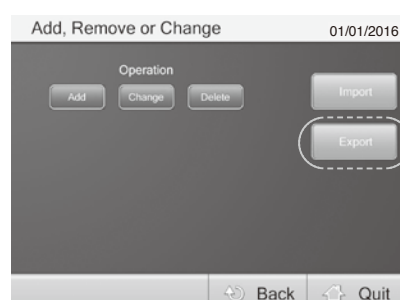 Add, Remove or Change 01/01/2016
Operation
Add Change Delete Import
Export
Back Quit